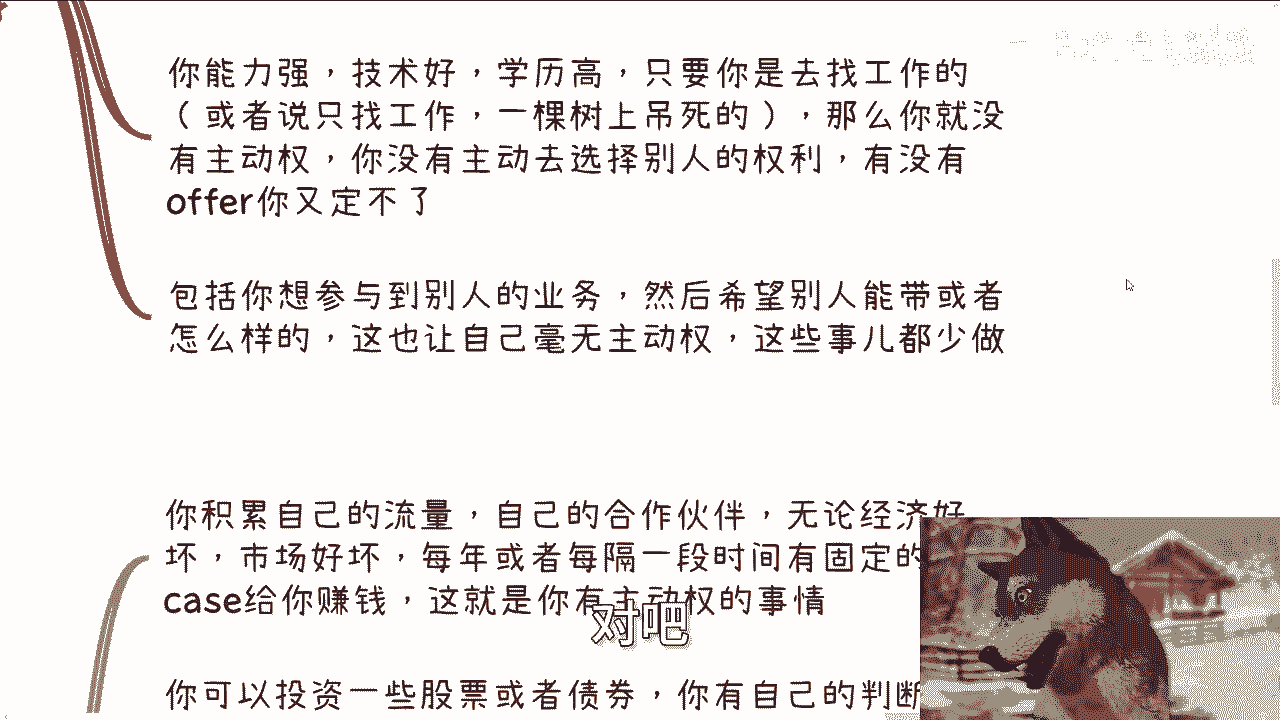 你能力强，技术好，学历高，只要你是去找工作的
（或者说只找工作，一棵树上吊死的），那么你就没
有主动权，你没有主动去选择别人的权利，有没有
offer你又定不了
包括你想参与到别人的业务，然后希望别人能带或者
怎么样的，这也让自己毫无主动权，这些事儿都少做
你积累自己的流量，自己的合作伙伴，无论经济好
坏，市场好坏，每年或者每隔一段时间有固定的
case给你赚钱，这就是你有主动权的事情
对吧
你可以投资一些股票或者债券，你有自己的判断